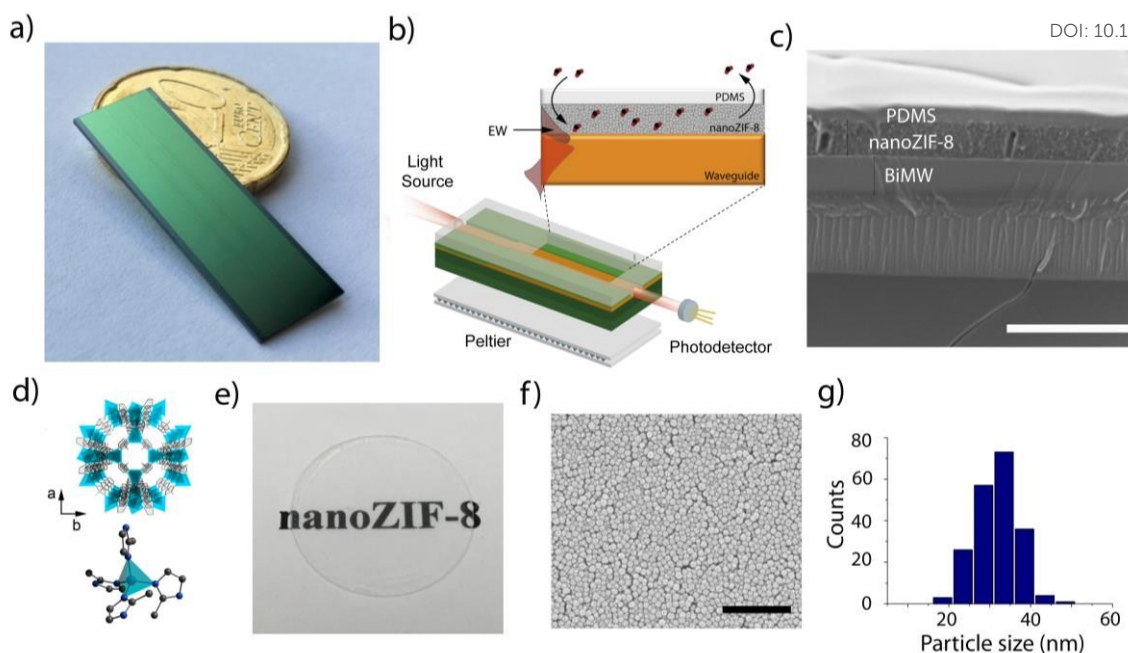 DOI: 10.1
a)
b)
c)
PDMS
nanoZIF-8
Waveguide
EW
Light
Source
Peltier
Photodetector
PDMS
nanoZIF-8
BiMW
d)
a
b
e)
nanoZIF-8
f)
g)
Counts
80
60
40
20
0
20
40
60
Particle size (nm)